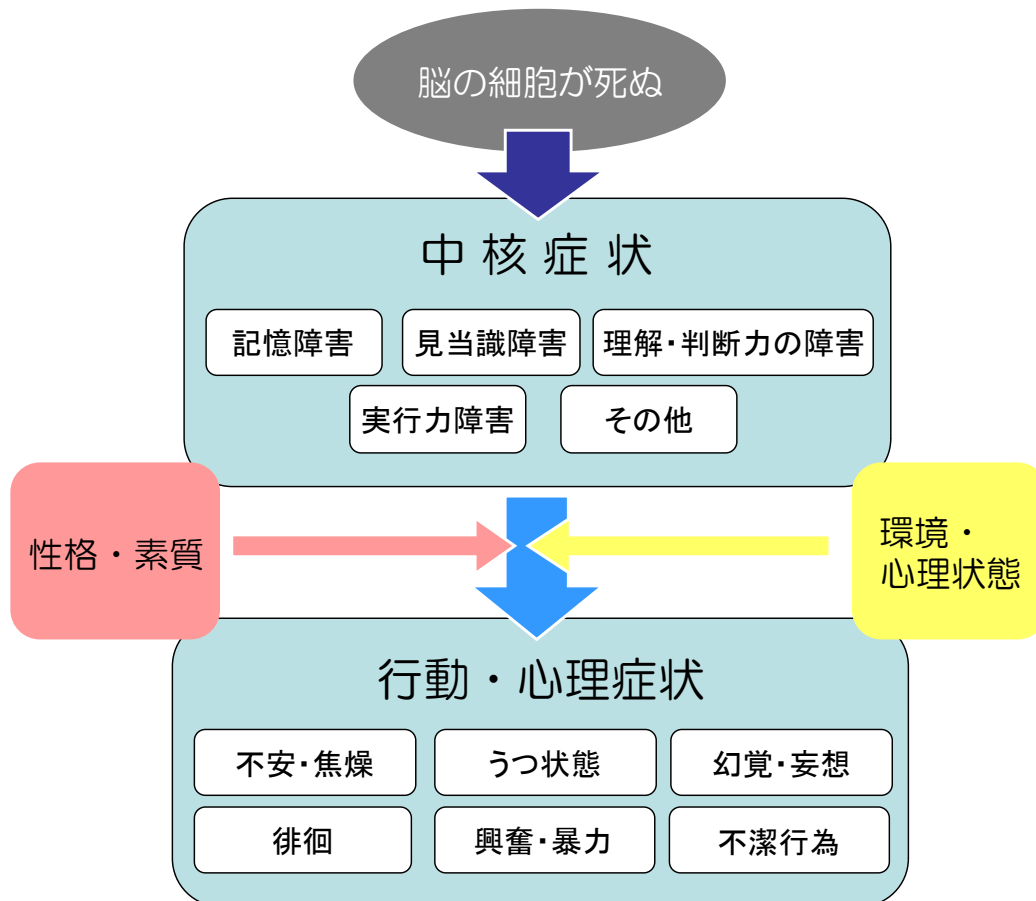 脳の細胞が死ぬ
中核症状
記憶障害
見当識障害
理解・判断力の障害
実行力障害
その他
性格・素質
環境・
心理状態
行動・心理症状
不安・焦燥
うつ状態
幻覚・妄想
徘徊
興奮・暴力
不潔行為